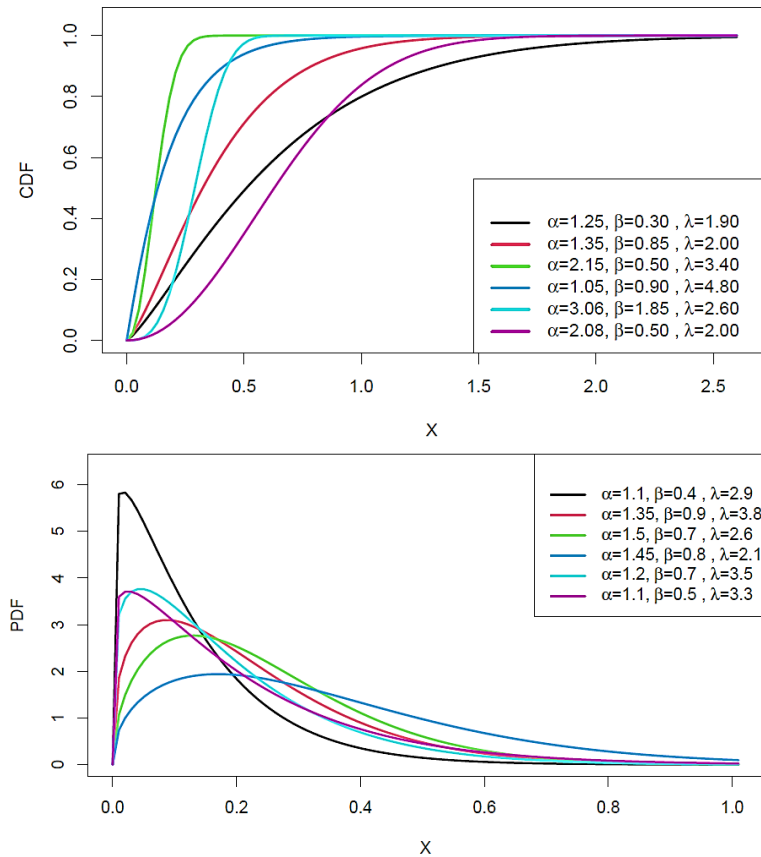 1.0
0.8
0.6
0.4
0.2
0.0
CDF
α=1.25, β=0.30 , λ=1.90
α=1.35, β=0.85 , λ=2.00
α=2.15, β=0.50 , λ=3.40
α=1.05, β=0.90 , λ=4.80
α=3.06, β=1.85 , λ=2.60
α=2.08, β=0.50 , λ=2.00
0.0 0.5 1.0 1.5 2.0 2.5
X
6
5
4
3
2
1
0
PDF
α=1.1, β=0.4 , λ=2.9
α=1.35, β=0.9 , λ=3.8
α=1.5, β=0.7 , λ=2.6
α=1.45, β=0.8 , λ=2.1
α=1.2, β=0.7 , λ=3.5
α=1.1, β=0.5 , λ=3.3
0.0 0.2 0.4 0.6 0.8 1.0
X